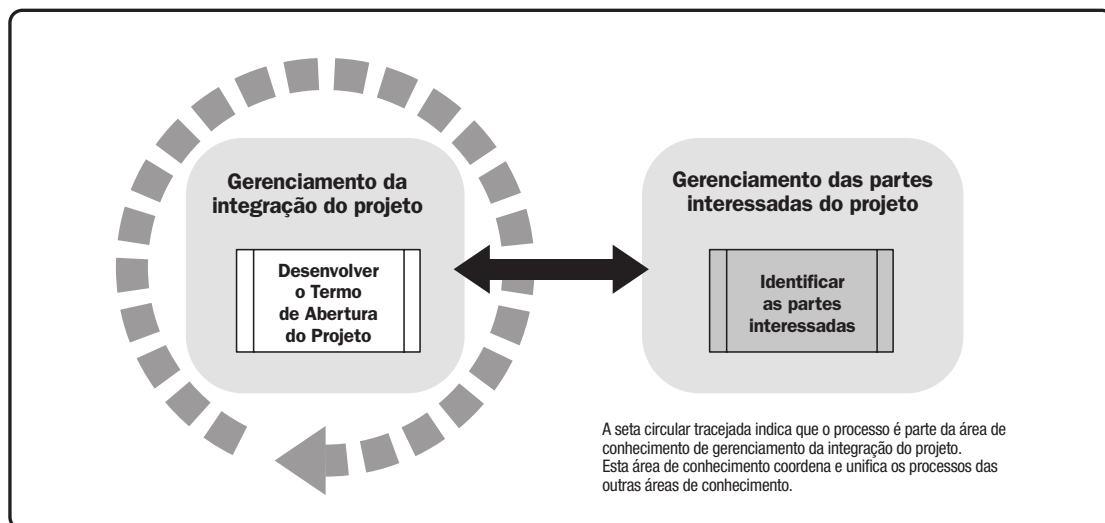 Gerenciamento da
integração do projeto
Desenvolver
o Termo
de Abertura
do Projeto
Gerenciamento das partes
interessadas do projeto
Identificar
as partes
interessadas
A seta circular tracejada indica que o processo é parte da área de
conhecimento de gerenciamento da integração do projeto.
Esta área de conhecimento coordena e unifica os processos das
outras áreas de conhecimento.